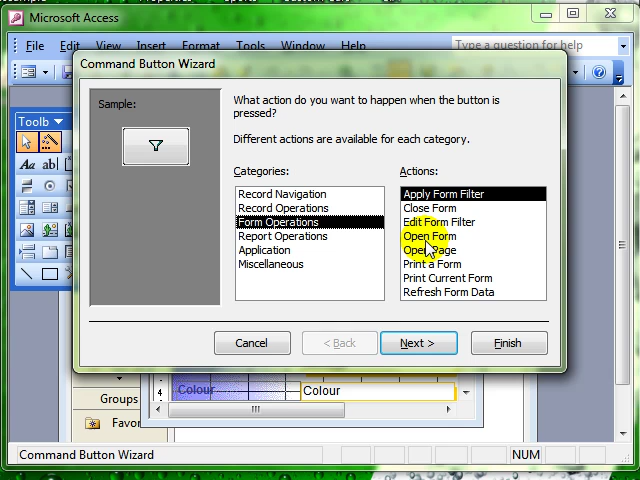 Microsoft Access
File Edit View Insert Format Tools Window Help
Type a question for help
Command Button Wizard
Sample:
What action do you want to happen when the button is
pressed?
Different actions are available for each category.
Categories:
Actions:
Record Navigation
Record Operations
Form Operations
Report Operations
Application
Miscellaneous
Apply Form Filter
Close Form
Edit Form Filter
Open Form
Open Page
Print a Form
Print Current Form
Refresh Form Data
Cancel
< Back
Next >
Finish
Toolb
Aa ab|
Groups
Favor
4
Colour
Colour
Command Button Wizard
NUM